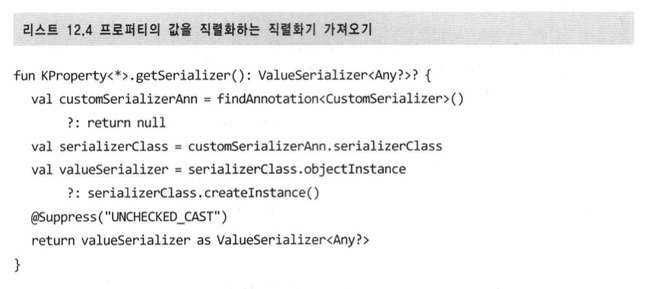 리스트 12.4 프로퍼티의 값을 직렬화하는 직렬화기 가져오기
fun KProperty<*>.getSerializer(): ValueSerializer<Any?>? {
  val customSerializerAnn = findAnnotation<CustomSerializer>()
      ?: return null
  val serializerClass = customSerializerAnn.serializerClass
  val valueSerializer = serializerClass.objectInstance
      ?: serializerClass.createInstance()
  @Suppress("UNCHECKED_CAST")
  return valueSerializer as ValueSerializer<Any?>
}